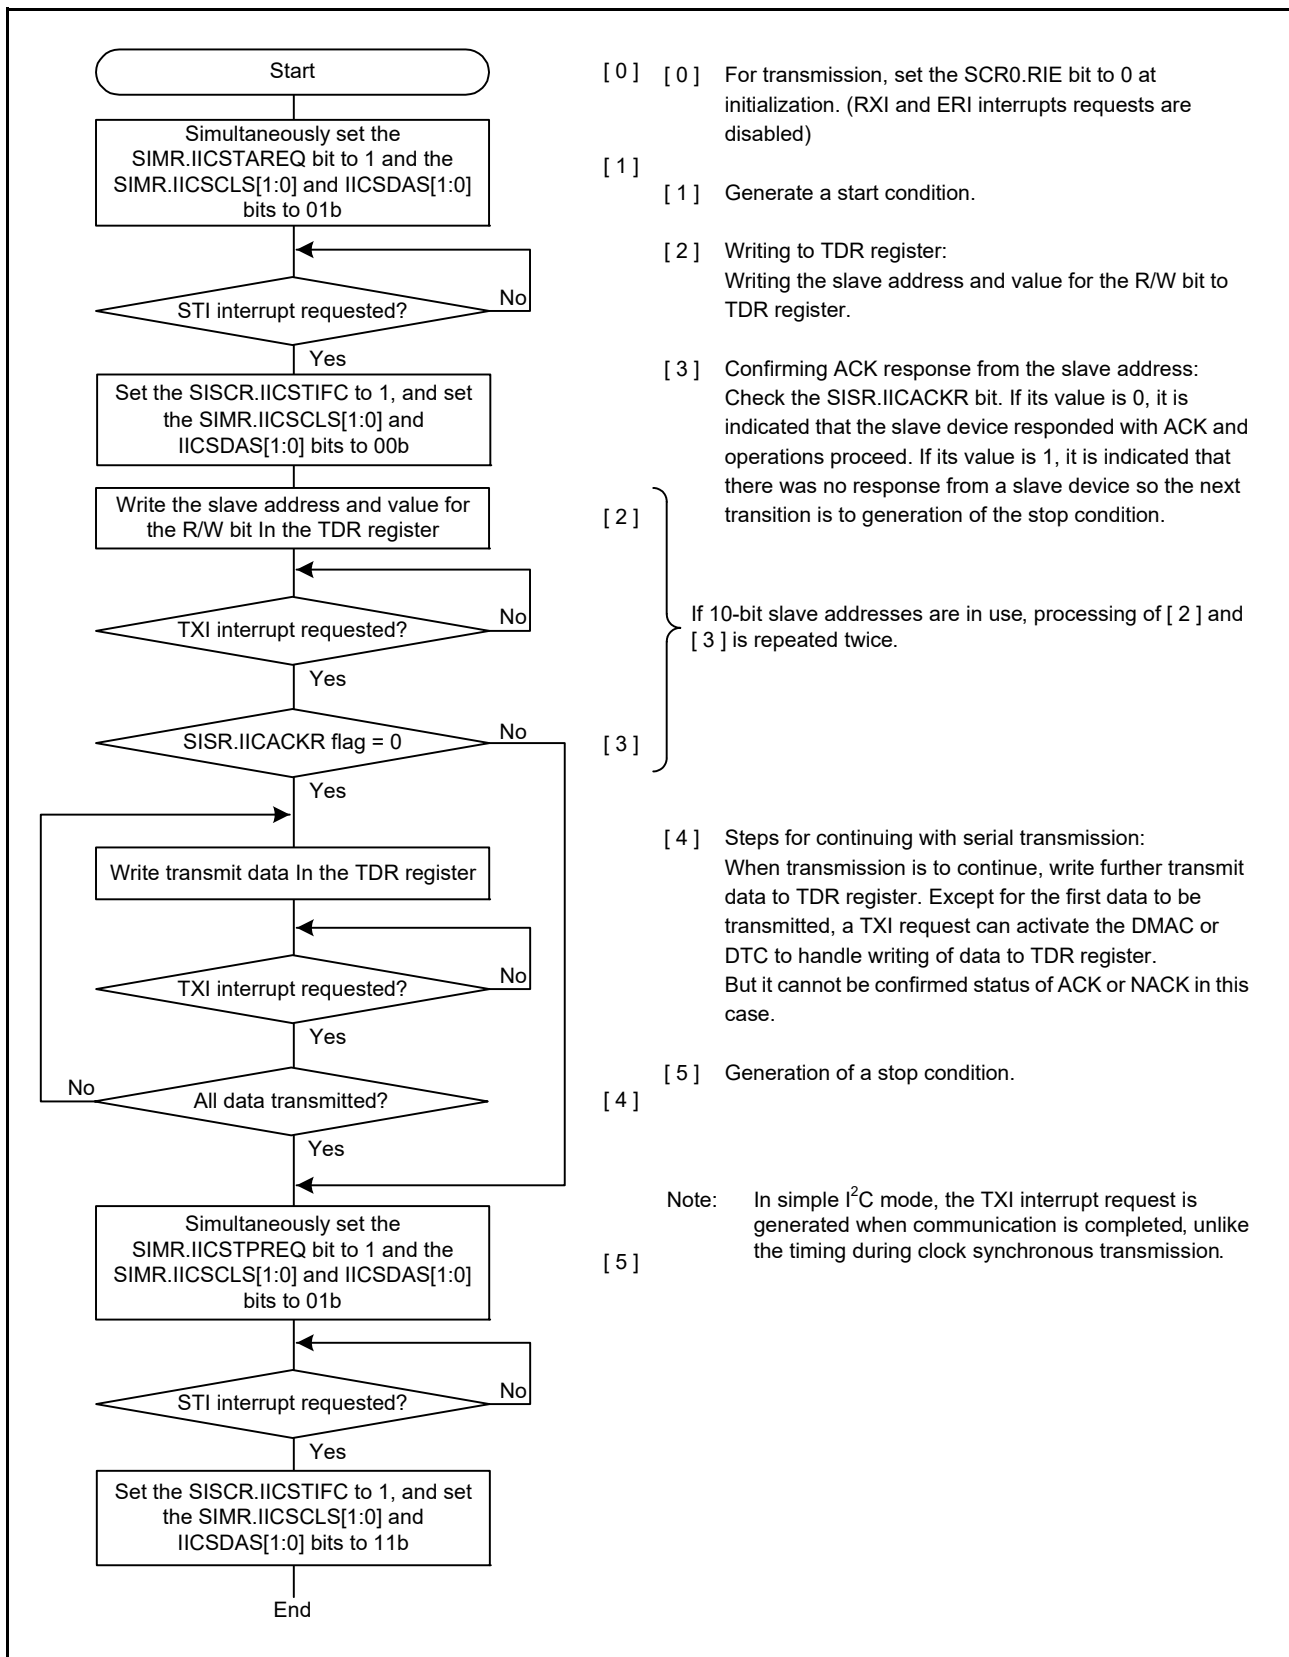 Start
Simultaneously set the
SIMR.IICSTAREQ bit to 1 and the
SIMR.IICSCLS[1:0] and IICSDAS[1:0]
bits to 01b
STI interrupt requested?
No
Yes
Set the SISCR.IICSTIFC to 1, and set
the SIMR.IICSCLS[1:0] and
IICSDAS[1:0] bits to 00b
Write the slave address and value for
the R/W bit In the TDR register
TXI interrupt requested?
No
Yes
SISR.IICACKR flag = 0
No
Yes
Write transmit data In the TDR register
TXI interrupt requested?
No
Yes
All data transmitted?
No
Yes
Simultaneously set the
SIMR.IICSTPREQ bit to 1 and the
SIMR.IICSCLS[1:0] and IICSDAS[1:0]
bits to 01b
STI interrupt requested?
No
Yes
Set the SISCR.IICSTIFC to 1, and set
the SIMR.IICSCLS[1:0] and
IICSDAS[1:0] bits to 11b
End
[ 0 ]
[ 1 ]
[ 2 ]
[ 3 ]
[ 4 ]
[ 5 ]
[ 0 ] For transmission, set the SCR0.RIE bit to 0 at
initialization. (RXI and ERI interrupts requests are
disabled)
[ 1 ] Generate a start condition.
[ 2 ] Writing to TDR register:
Writing the slave address and value for the R/W bit to
TDR register.
[ 3 ] Confirming ACK response from the slave address:
Check the SISR.IICACKR bit. If its value is 0, it is
indicated that the slave device responded with ACK and
operations proceed. If its value is 1, it is indicated that
there was no response from a slave device so the next
transition is to generation of the stop condition.
If 10-bit slave addresses are in use, processing of [ 2 ] and
[ 3 ] is repeated twice.
[ 4 ] Steps for continuing with serial transmission:
When transmission is to continue, write further transmit
data to TDR register. Except for the first data to be
transmitted, a TXI request can activate the DMAC or
DTC to handle writing of data to TDR register.
But it cannot be confirmed status of ACK or NACK in this
case.
[ 5 ] Generation of a stop condition.
Note: In simple I²C mode, the TXI interrupt request is
generated when communication is completed, unlike
the timing during clock synchronous transmission.